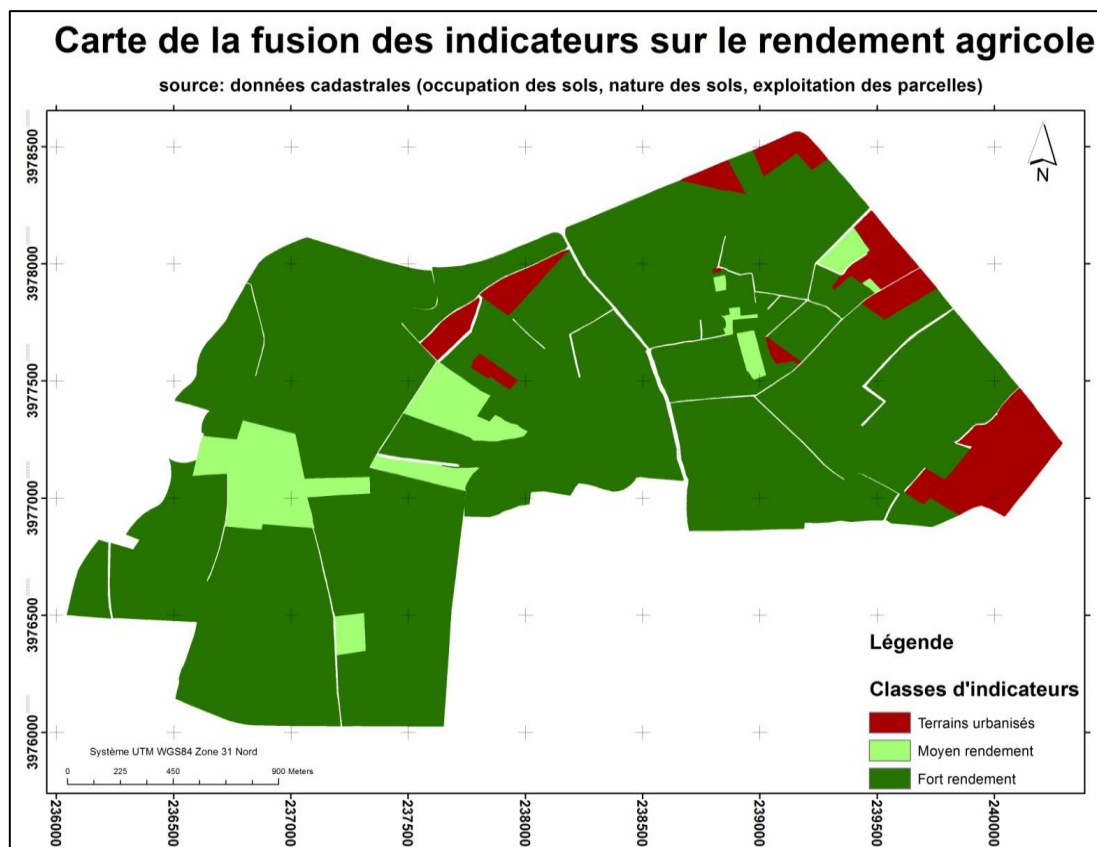 Carte de la fusion des indicateurs sur le rendement agricole
source: données cadastrales (occupation des sols, nature des sols, exploitation des parcelles)
3978500
3978000
3977500
3977000
3976500
3976000
N
Légende
Classes d'indicateurs
Terrains urbanisés
Moyen rendement
Fort rendement
Système UTM WGS84 Zone 31 Nord
0 225 450 900 Meters
236000 236500 237000 237500 238000 238500 239000 239500 240000